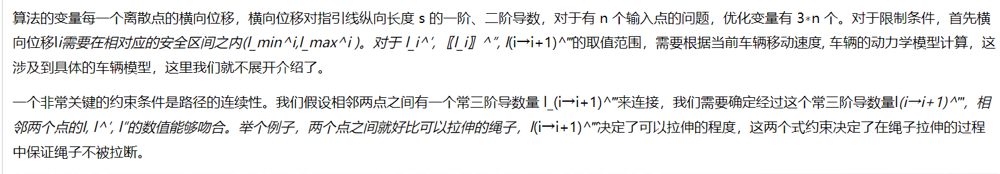 算法的变量每一个离散点的横向位移，横向位移对指引线纵向长度 s 的一阶、二阶导数，对于有 n 个输入点的问题，优化变量有 3*n 个。对于限制条件，首先横
向位移li需要在相对应的安全区间之内(l_min^i,l_max^i )。对于 l_i^′, 〖l_i〗^″, l(i→i+1)^‴的取值范围，需要根据当前车辆移动速度, 车辆的动力学模型计算，这
涉及到具体的车辆模型，这里我们就不展开介绍了。
一个非常关键的约束条件是路径的连续性。我们假设相邻两点之间有一个常三阶导数量 l_(i→i+1)^‴来连接，我们需要确定经过这个常三阶导数量l(i→i+1)^‴，相
邻两个点的l, l^′, l″的数值能够吻合。举个例子，两个点之间就好比可以拉伸的绳子，l(i→i+1)^‴决定了可以拉伸的程度，这两个式约束决定了在绳子拉伸的过程
中保证绳子不被拉断。